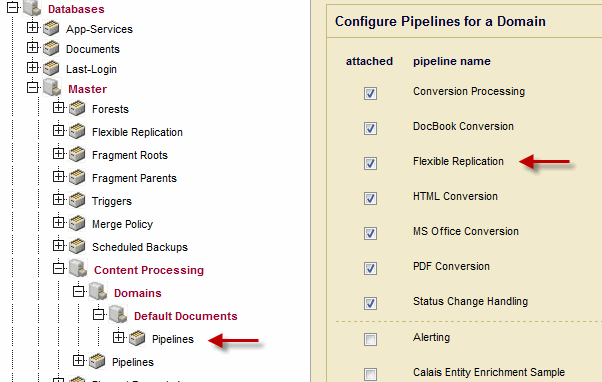 Databases
App-Services
Documents
Last-Login
Master
Forests
Flexible Replication
Fragment Roots
Fragment Parents
Triggers
Merge Policy
Scheduled Backups
Content Processing
Domains
Default Documents
Pipelines
Pipelines
Configure Pipelines for a Domain
attached pipeline name
Conversion Processing
DocBook Conversion
Flexible Replication
HTML Conversion
MS Office Conversion
PDF Conversion
Status Change Handling
Alerting
Calais Entity Enrichment Sample